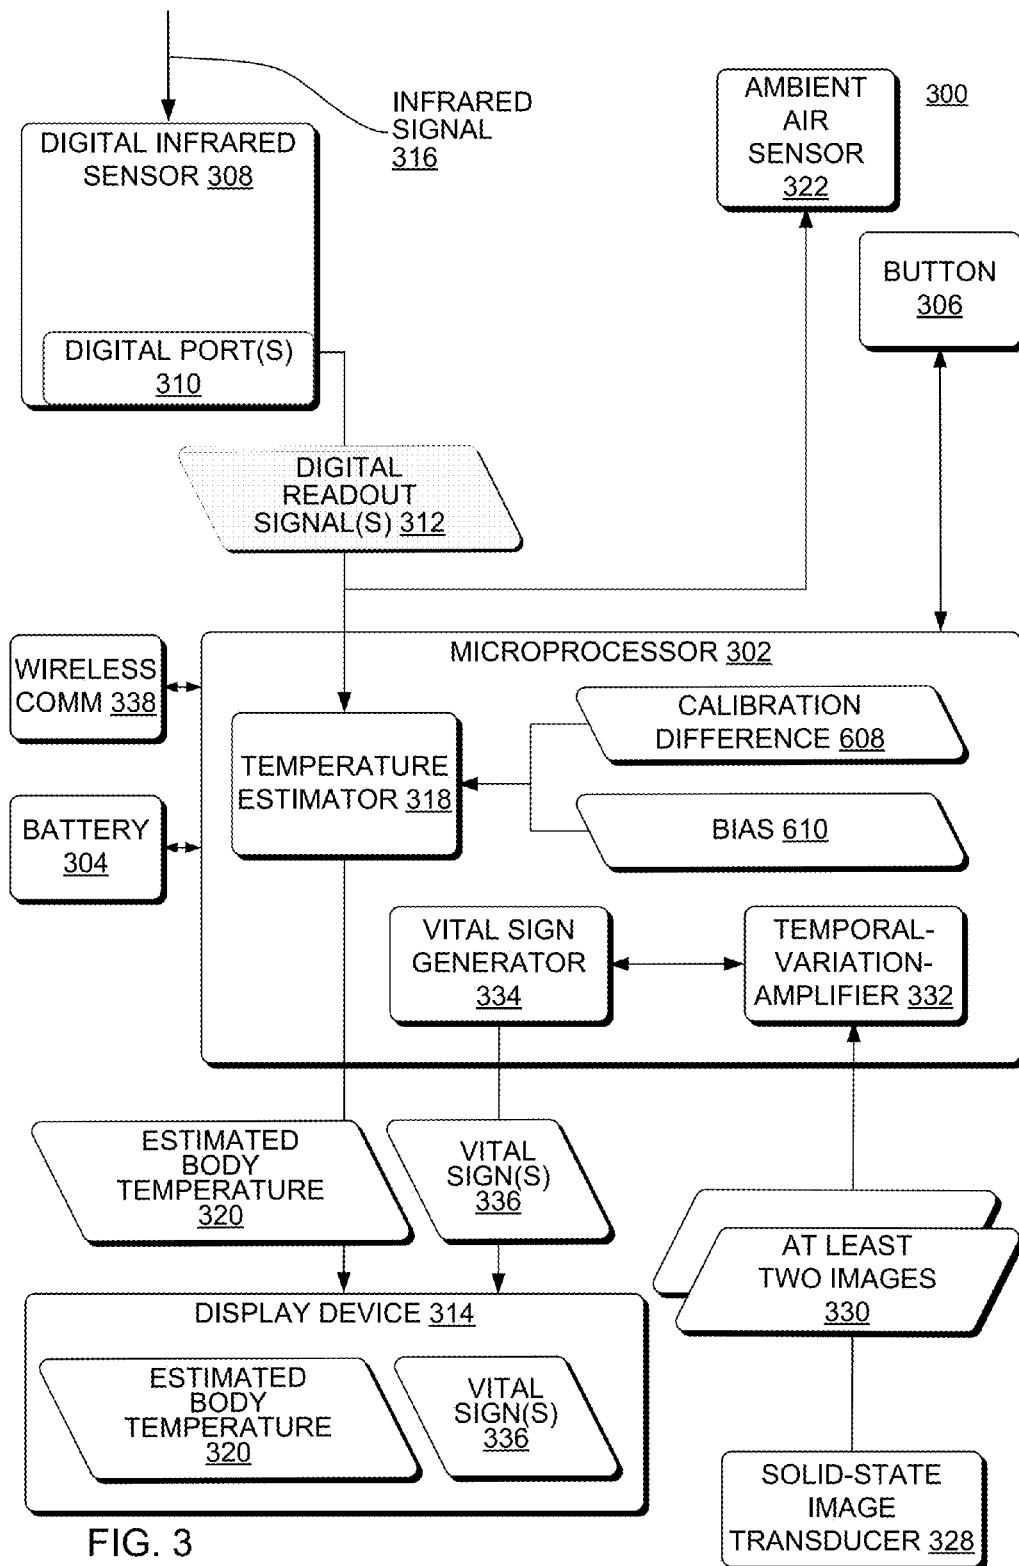 INFRARED
SIGNAL
316
AMBIENT
AIR
SENSOR
322
300
DIGITAL INFRARED
SENSOR 308
BUTTON
306
DIGITAL PORT(S)
310
DIGITAL
READOUT
SIGNAL(S) 312
MICROPROCESSOR 302
WIRELESS
COMM 338
CALIBRATION
DIFFERENCE 608
TEMPERATURE
ESTIMATOR 318
BATTERY
304
BIAS 610
VITAL SIGN
GENERATOR
334
TEMPORAL-
VARIATION-
AMPLIFIER 332
ESTIMATED
BODY
TEMPERATURE
320
VITAL
SIGN(S)
336
AT LEAST
TWO IMAGES
330
DISPLAY DEVICE 314
ESTIMATED
BODY
TEMPERATURE
320
VITAL
SIGN(S)
336
SOLID-STATE
IMAGE
TRANSDUCER 328
FIG. 3